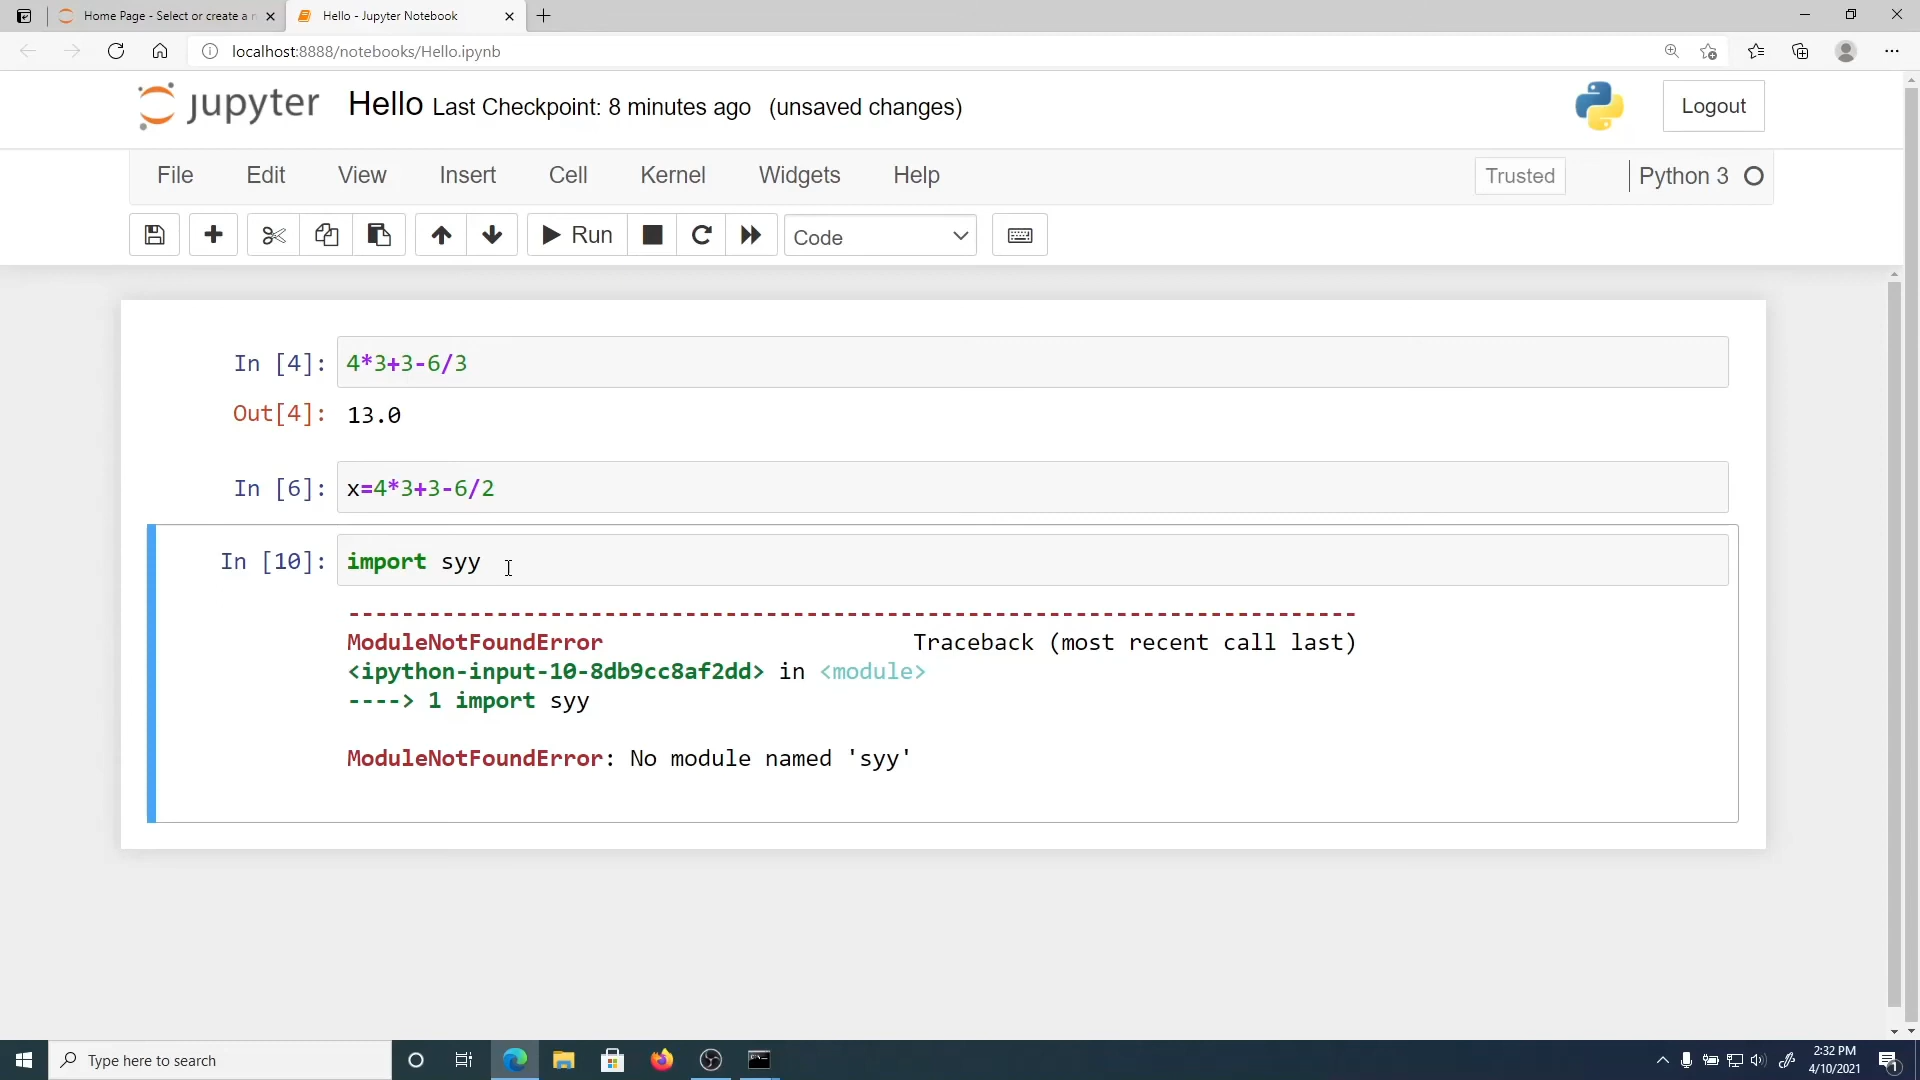 Home Page - Select or create a n
Hello - Jupyter Notebook
localhost:8888/notebooks/Hello.ipynb
jupyter
Hello Last Checkpoint: 8 minutes ago (unsaved changes)
Logout
File Edit View Insert Cell Kernel Widgets Help
Trusted
Python 3
Run
Code
In [4]: 4*3+3-6/3
Out[4]: 13.0
In [6]: x=4*3+3-6/2
In [10]: import syy
---------------------------------------------------------------------------
ModuleNotFoundError Traceback (most recent call last)
<ipython-input-10-8db9cc8af2dd> in <module>
----> 1 import syy
ModuleNotFoundError: No module named 'syy'
Type here to search
2:32 PM
4/10/2021
1